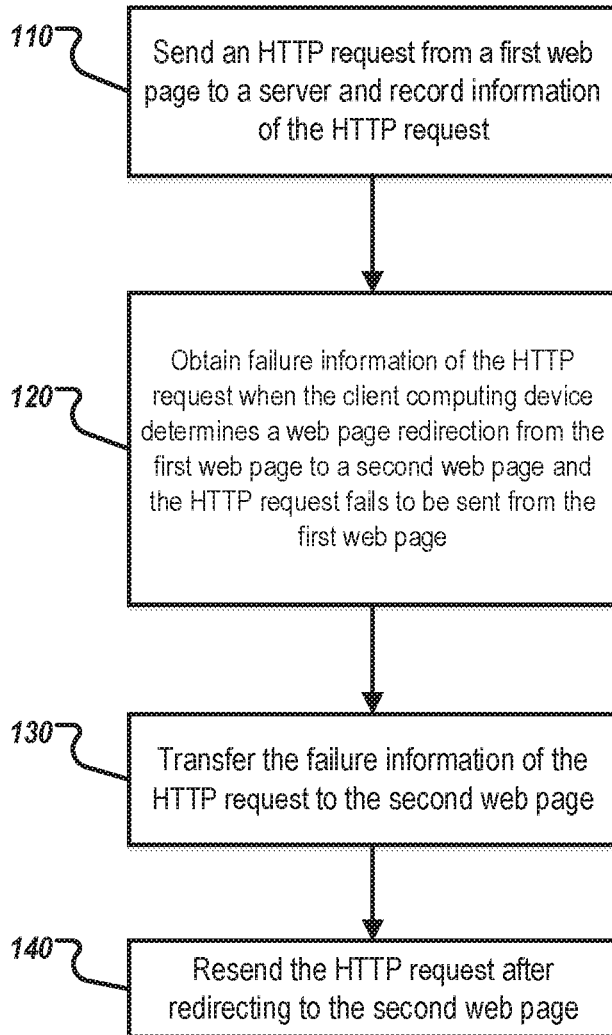 110
Send an HTTP request from a first web
page to a server and record information
of the HTTP request
120
Obtain failure information of the HTTP
request when the client computing device
determines a web page redirection from the
first web page to a second web page and
the HTTP request fails to be sent from the
first web page
130
Transfer the failure information of the
HTTP request to the second web page
140
Resend the HTTP request after
redirecting to the second web page